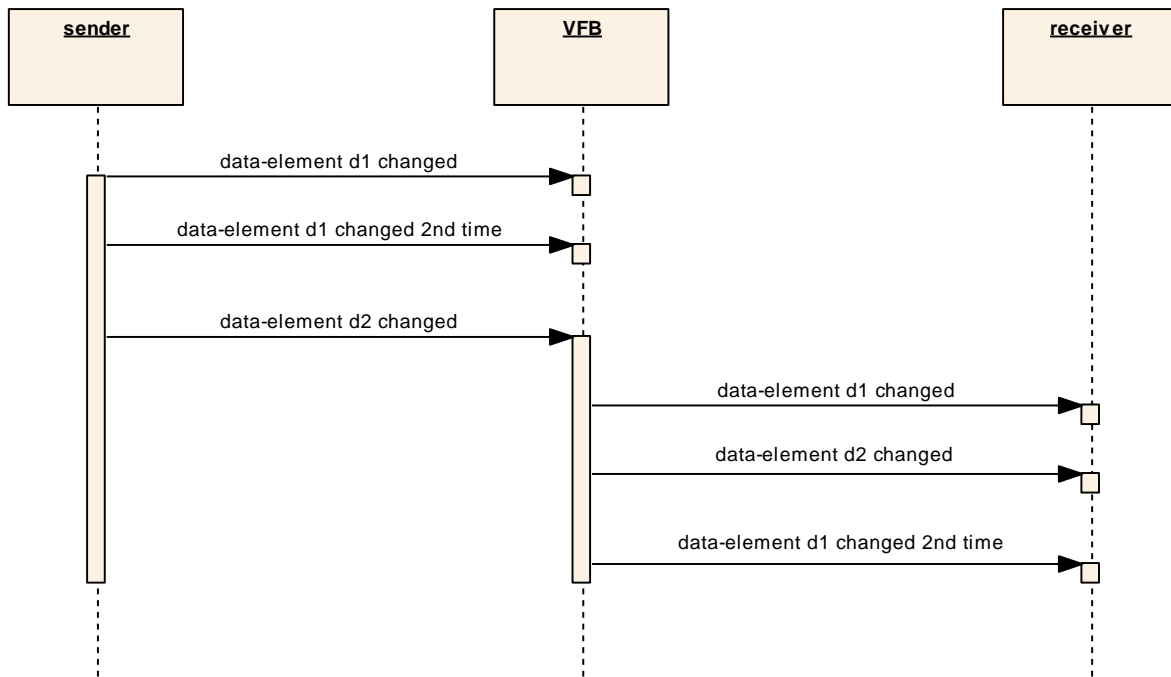 sender
VFB
receiver
data-element d1 changed
data-element d1 changed 2nd time
data-element d2 changed
data-element d1 changed
data-element d2 changed
data-element d1 changed 2nd time